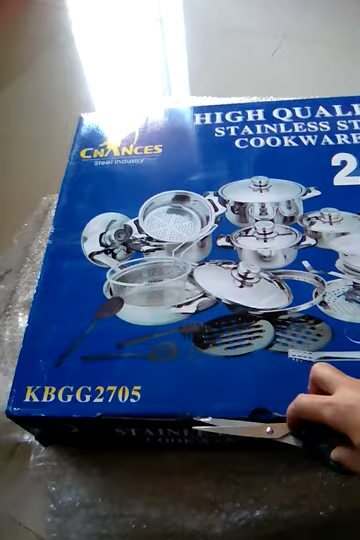 HIGH QUALI
STAINLESS ST
COOKWARE
2
CHANCES
Steel Industry
KBGG2705